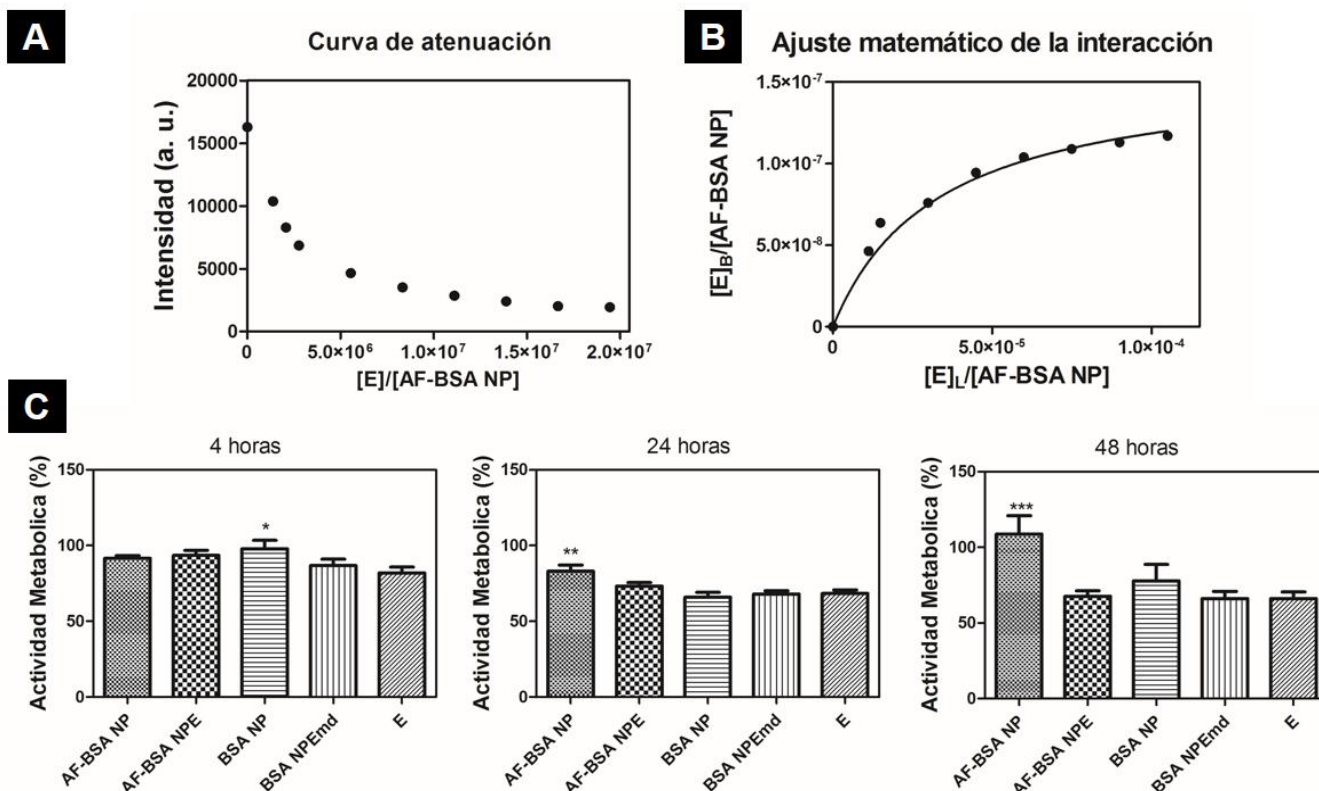 A
Curva de atenuación
Intensidad (a. u.)
20000
15000
10000
5000
0
0
5.0×10⁶
1.0×10⁷
1.5×10⁷
2.0×10⁷
[E]/[AF-BSA NP]
B
Ajuste matemático de la interacción
[E]B/[AF-BSA NP]
1.5×10⁻⁷
1.0×10⁻⁷
5.0×10⁻⁸
0
0
5.0×10⁻⁵
1.0×10⁻⁴
[E]L/[AF-BSA NP]
C
4 horas
Actividad Metabolica (%)
150
100
50
0
*
AF-BSA NP
AF-BSA NPE
BSA NP
BSA NPEmd
E
24 horas
Actividad Metabolica (%)
150
100
50
0
**
AF-BSA NP
AF-BSA NPE
BSA NP
BSA NPEmd
E
48 horas
Actividad Metabolica (%)
150
100
50
0
***
AF-BSA NP
AF-BSA NPE
BSA NP
BSA NPEmd
E